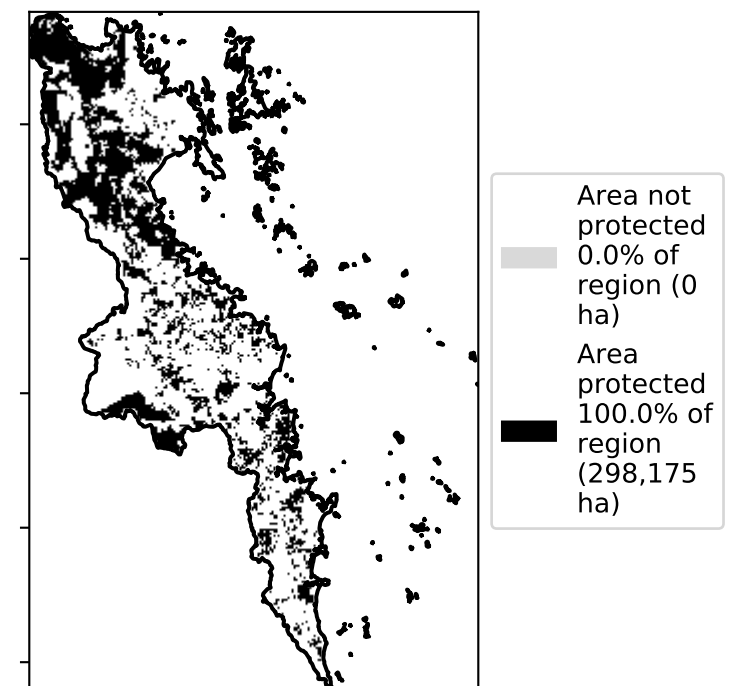 Area not
protected
0.0% of
region (0
ha)
Area
protected
100.0% of
region
(298,175
ha)